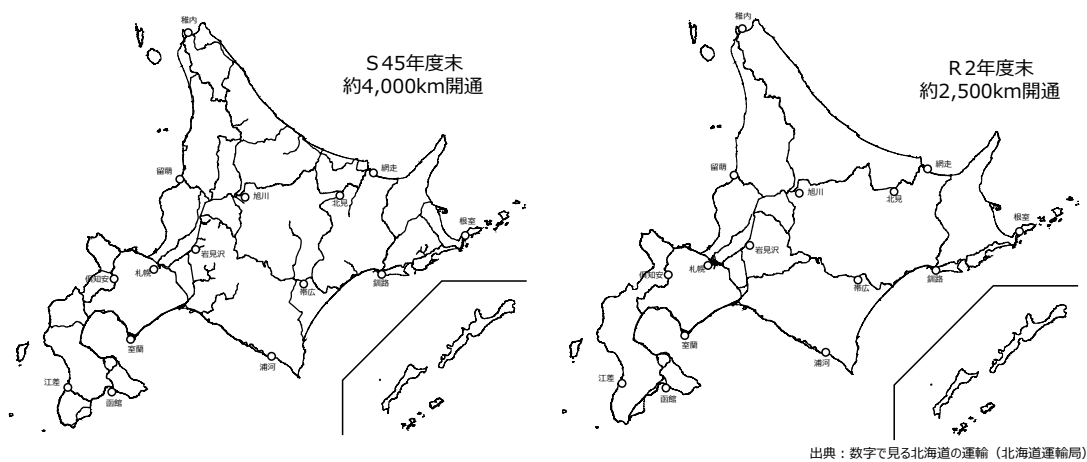 S45年度末
約4,000km開通
稚内
留萌
旭川
北見
網走
根室
岩見沢
札幌
倶知安
帯広
釧路
室蘭
浦河
江差
函館
R2年度末
約2,500km開通
稚内
留萌
旭川
北見
網走
根室
岩見沢
札幌
倶知安
帯広
釧路
室蘭
浦河
江差
函館
出典：数字で見る北海道の運輸（北海道運輸局）